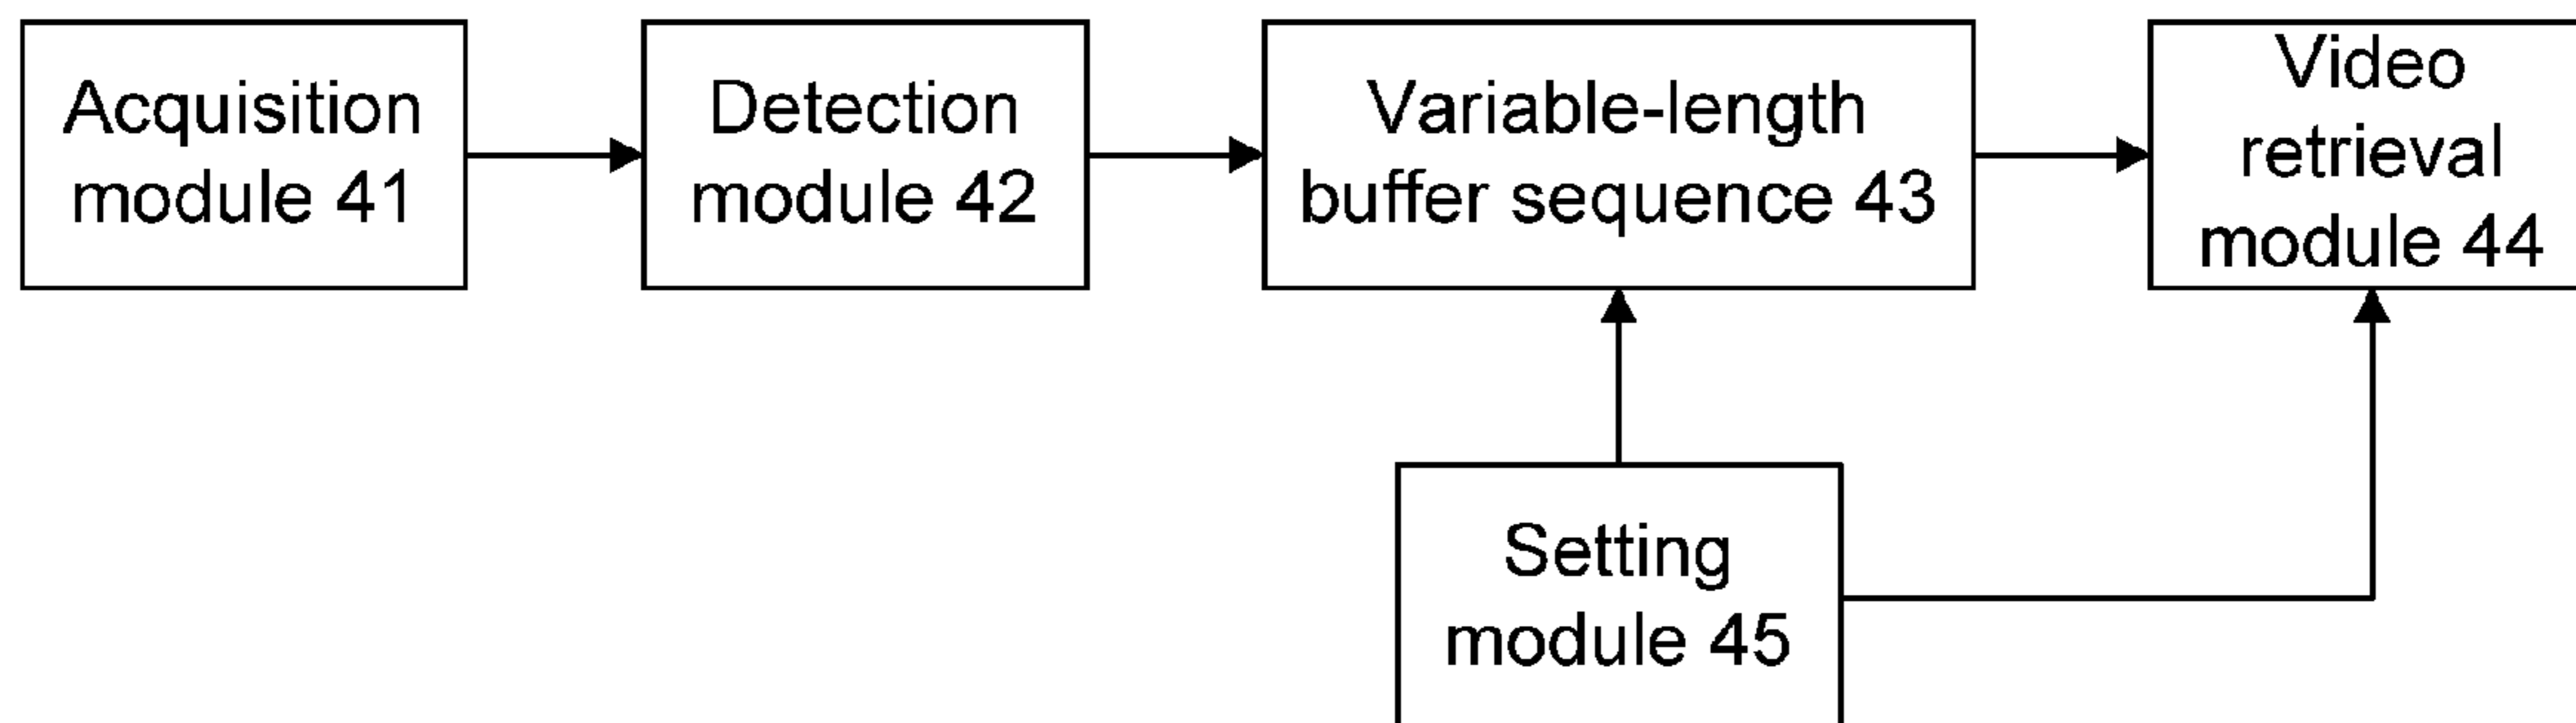 Acquisition
module 41
Detection
module 42
Variable-length
buffer sequence 43
Video
retrieval
module 44
Setting
module 45